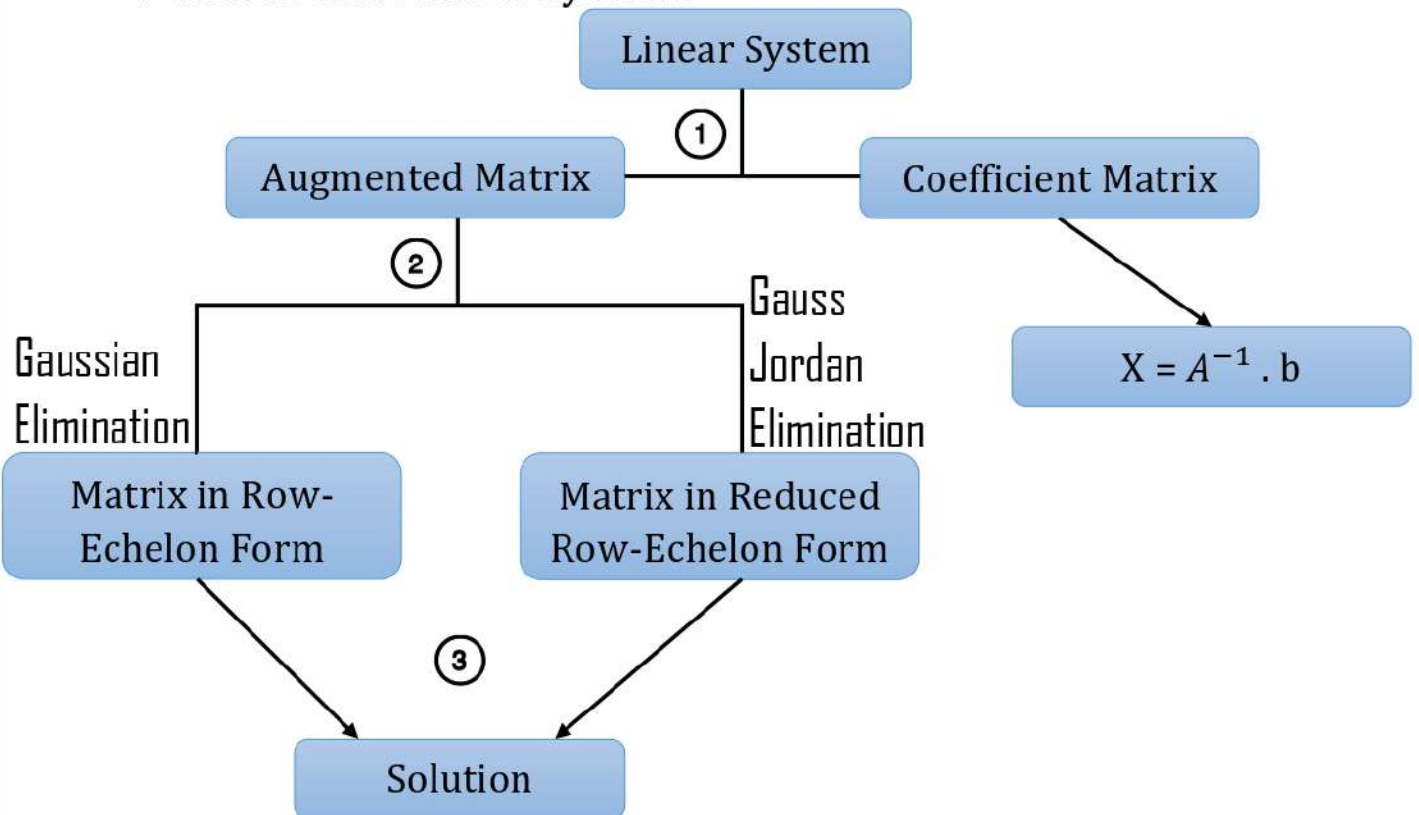 Linear System
1
Augmented Matrix
Coefficient Matrix
2
Gaussian
Elimination
Gauss
Jordan
Elimination
X = A⁻¹ . b
Matrix in Row-
Echelon Form
Matrix in Reduced
Row-Echelon Form
3
Solution